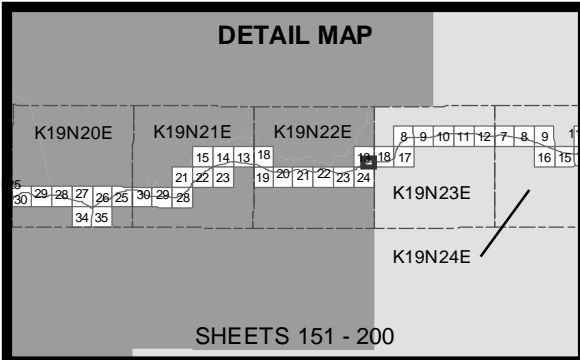 DETAIL MAP
K19N20E K19N21E K19N22E
8 9 10 11 12 7 8 9
15 14 13 18 13 18 17 16 15
21 22 23 19 20 21 22 23 24
30 29 28 27 26 25 30 29 28
34 35
K19N23E
K19N24E
SHEETS 151 - 200